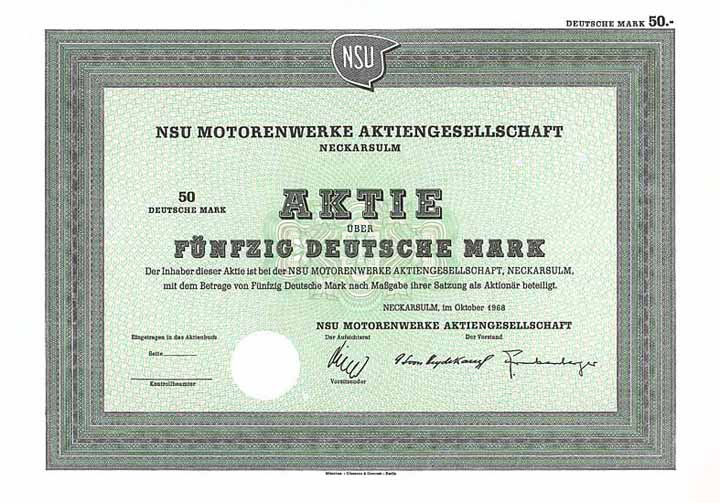 DEUTSCHE MARK 50.-
NSU
NSU MOTORENWERKE AKTIENGESELLSCHAFT
NECKARSULM
50
DEUTSCHE MARK
AKTIE
ÜBER
FÜNFZIG DEUTSCHE MARK
Der Inhaber dieser Aktie ist bei der NSU MOTORENWERKE AKTIENGESELLSCHAFT, NECKARSULM,
mit dem Betrage von Fünfzig Deutsche Mark nach Maßgabe ihrer Satzung als Aktionär beteiligt.
NECKARSULM, im Oktober 1968
NSU MOTORENWERKE AKTIENGESELLSCHAFT
Eingetragen in das Aktienbuch
Der Aufsichtsrat
Der Vorstand
Seite
Vorsitzender
Kontrollbeamter